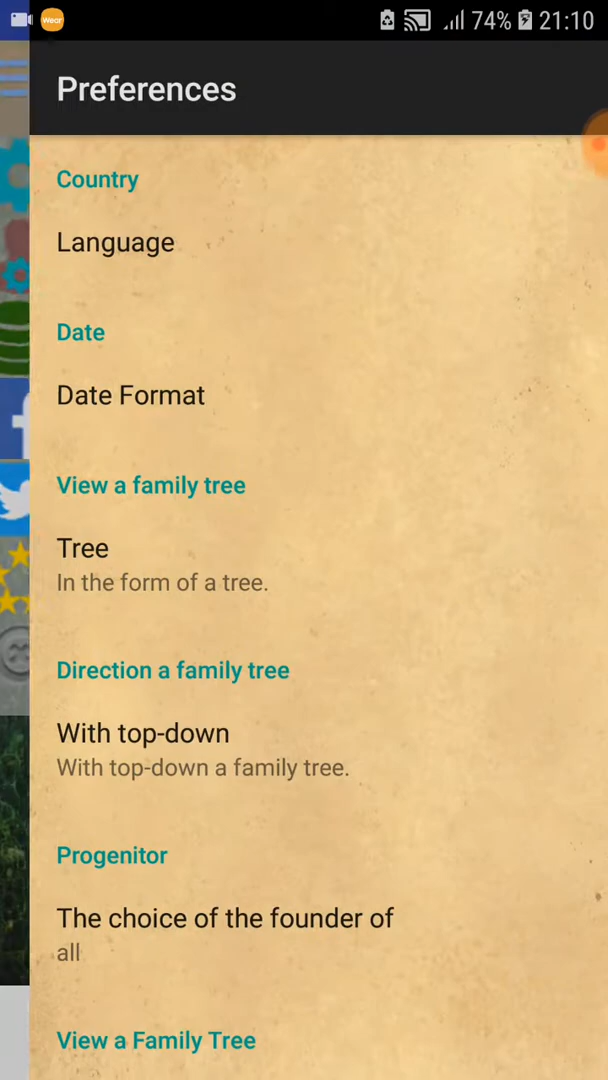 Wear
74%
21:10
Preferences
Country
Language
Date
Date Format
View a family tree
Tree
In the form of a tree.
Direction a family tree
With top-down
With top-down a family tree.
Progenitor
The choice of the founder of
all
View a Family Tree